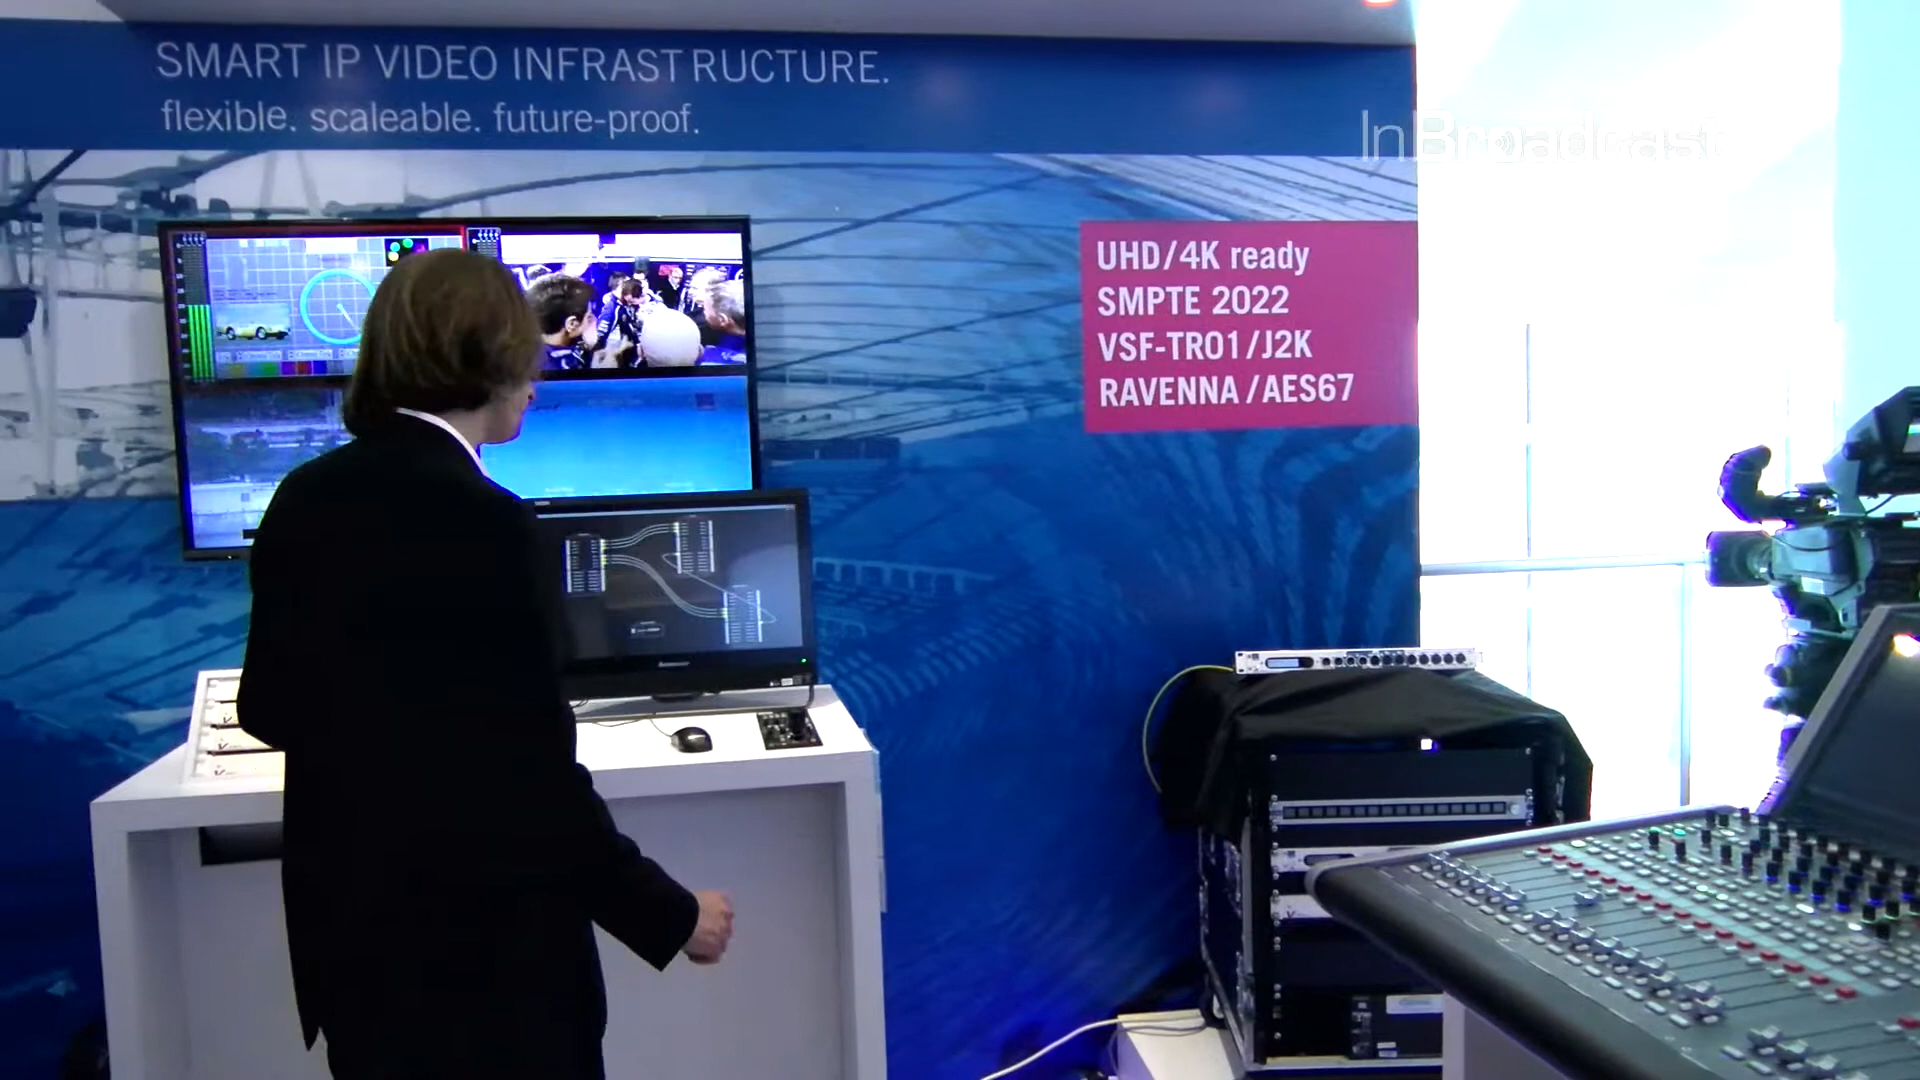 SMART IP VIDEO INFRASTRUCTURE.
flexible. scaleable. future-proof.
InBroadcast
UHD/4K ready
SMPTE 2022
VSF-TR01/J2K
RAVENNA/AES67
lenovo